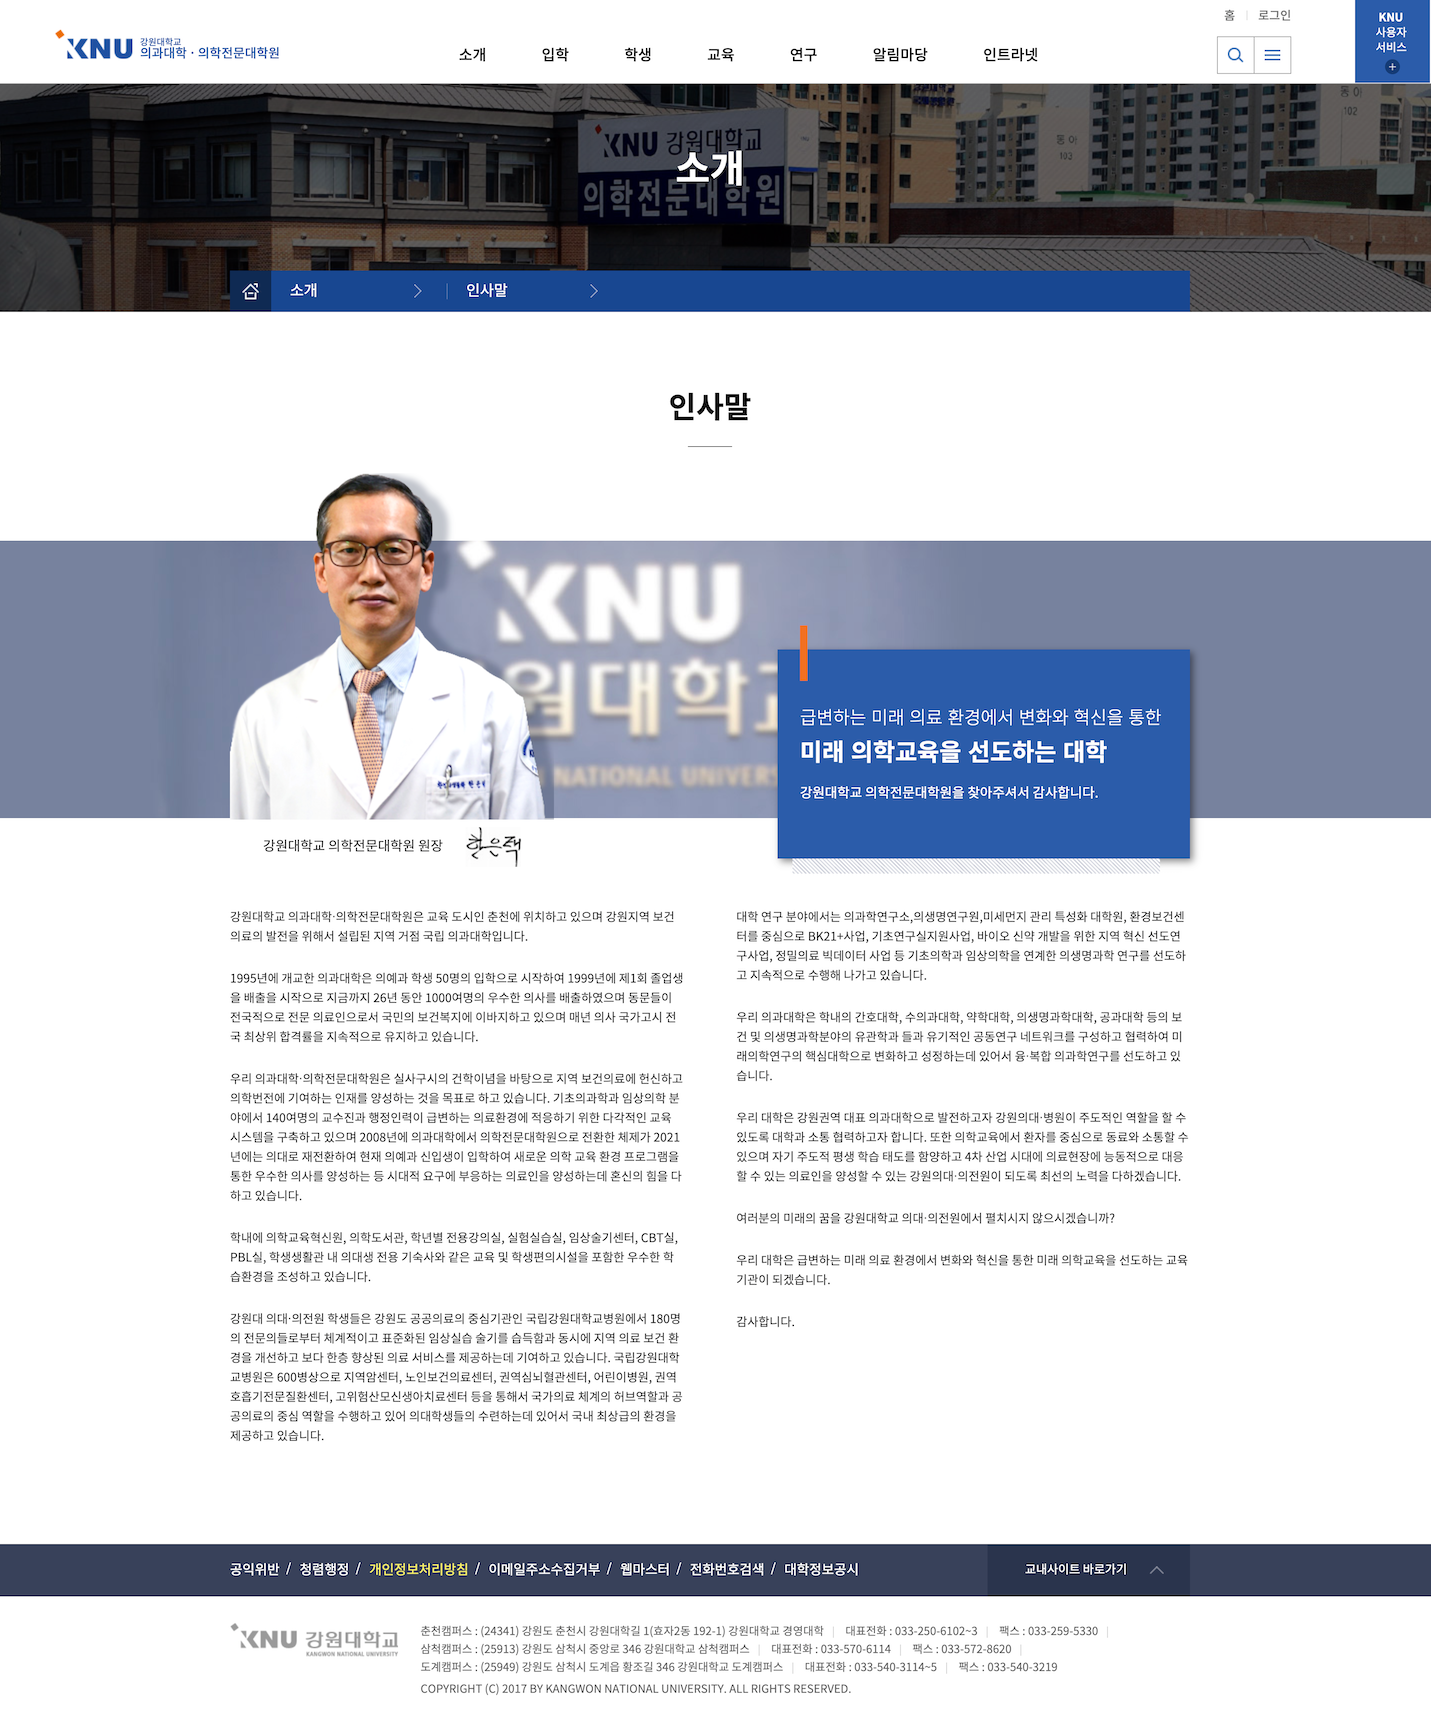 홈
로그인
KNU
사용자
서비스
KNU 강원대학교
의과대학 · 의학전문대학원
소개
입학
학생
교육
연구
알림마당
인트라넷
KNU 강원대학교
의학전문대학원
동아
102
동아
102
소개
소개
인사말
인사말
KNU
원대학교
NATIONAL UNIVERS
급변하는 미래 의료 환경에서 변화와 혁신을 통한
미래 의학교육을 선도하는 대학
강원대학교 의학전문대학원을 찾아주셔서 감사합니다.
강원대학교 의학전문대학원 원장
한은택
강원대학교 의과대학·의학전문대학원은 교육 도시인 춘천에 위치하고 있으며 강원지역 보건
의료의 발전을 위해서 설립된 지역 거점 국립 의과대학입니다.
1995년에 개교한 의과대학은 의예과 학생 50명의 입학으로 시작하여 1999년에 제1회 졸업생
을 배출을 시작으로 지금까지 26년 동안 1000여명의 우수한 의사를 배출하였으며 동문들이
전국적으로 전문 의료인으로서 국민의 보건복지에 이바지하고 있으며 매년 의사 국가고시 전
국 최상위 합격률을 지속적으로 유지하고 있습니다.
우리 의과대학·의학전문대학원은 실사구시의 건학이념을 바탕으로 지역 보건의료에 헌신하고
의학번전에 기여하는 인재를 양성하는 것을 목표로 하고 있습니다. 기초의과학과 임상의학 분
야에서 140여명의 교수진과 행정인력이 급변하는 의료환경에 적응하기 위한 다각적인 교육
시스템을 구축하고 있으며 2008년에 의과대학에서 의학전문대학원으로 전환한 체제가 2021
년에는 의대로 재전환하여 현재 의예과 신입생이 입학하여 새로운 의학 교육 환경 프로그램을
통한 우수한 의사를 양성하는 등 시대적 요구에 부응하는 의료인을 양성하는데 혼신의 힘을 다
하고 있습니다.
학내에 의학교육혁신원, 의학도서관, 학년별 전용강의실, 실험실습실, 임상술기센터, CBT실,
PBL실, 학생생활관 내 의대생 전용 기숙사와 같은 교육 및 학생편의시설을 포함한 우수한 학
습환경을 조성하고 있습니다.
강원대 의대·의전원 학생들은 강원도 공공의료의 중심기관인 국립강원대학교병원에서 180명
의 전문의들로부터 체계적이고 표준화된 임상실습 술기를 습득함과 동시에 지역 의료 보건 환
경을 개선하고 보다 한층 향상된 의료 서비스를 제공하는데 기여하고 있습니다. 국립강원대학
교병원은 600병상으로 지역암센터, 노인보건의료센터, 권역심뇌혈관센터, 어린이병원, 권역
호흡기전문질환센터, 고위험산모신생아치료센터 등을 통해서 국가의료 체계의 허브역할과 공
공의료의 중심 역할을 수행하고 있어 의대학생들의 수련하는데 있어서 국내 최상급의 환경을
제공하고 있습니다.
대학 연구 분야에서는 의과학연구소,의생명연구원,미세먼지 관리 특성화 대학원, 환경보건센
터를 중심으로 BK21+사업, 기초연구실지원사업, 바이오 신약 개발을 위한 지역 혁신 선도연
구사업, 정밀의료 빅데이터 사업 등 기초의학과 임상의학을 연계한 의생명과학 연구를 선도하
고 지속적으로 수행해 나가고 있습니다.
우리 의과대학은 학내의 간호대학, 수의과대학, 약학대학, 의생명과학대학, 공과대학 등의 보
건 및 의생명과학분야의 유관학과 들과 유기적인 공동연구 네트워크를 구성하고 협력하여 미
래의학연구의 핵심대학으로 변화하고 성정하는데 있어서 융·복합 의과학연구를 선도하고 있
습니다.
우리 대학은 강원권역 대표 의과대학으로 발전하고자 강원의대·병원이 주도적인 역할을 할 수
있도록 대학과 소통 협력하고자 합니다. 또한 의학교육에서 환자를 중심으로 동료와 소통할 수
있으며 자기 주도적 평생 학습 태도를 함양하고 4차 산업 시대에 의료현장에 능동적으로 대응
할 수 있는 의료인을 양성할 수 있는 강원의대·의전원이 되도록 최선의 노력을 다하겠습니다.
여러분의 미래의 꿈을 강원대학교 의대·의전원에서 펼치시지 않으시겠습니까?
우리 대학은 급변하는 미래 의료 환경에서 변화와 혁신을 통한 미래 의학교육을 선도하는 교육
기관이 되겠습니다.
감사합니다.
공익위반 / 청렴행정 / 개인정보처리방침 / 이메일주소수집거부 / 웹마스터 / 전화번호검색 / 대학정보공시
교내사이트 바로가기
KNU 강원대학교
KANGWON NATIONAL UNIVERSITY
춘천캠퍼스 : (24341) 강원도 춘천시 강원대학길 1(효자2동 192-1) 강원대학교 경영대학 | 대표전화 : 033-250-6102~3 | 팩스 : 033-259-5330 |
삼척캠퍼스 : (25913) 강원도 삼척시 중앙로 346 강원대학교 삼척캠퍼스 | 대표전화 : 033-570-6114 | 팩스 : 033-572-8620 |
도계캠퍼스 : (25949) 강원도 삼척시 도계읍 황조길 346 강원대학교 도계캠퍼스 | 대표전화 : 033-540-3114~5 | 팩스 : 033-540-3219
COPYRIGHT (C) 2017 BY KANGWON NATIONAL UNIVERSITY. ALL RIGHTS RESERVED.